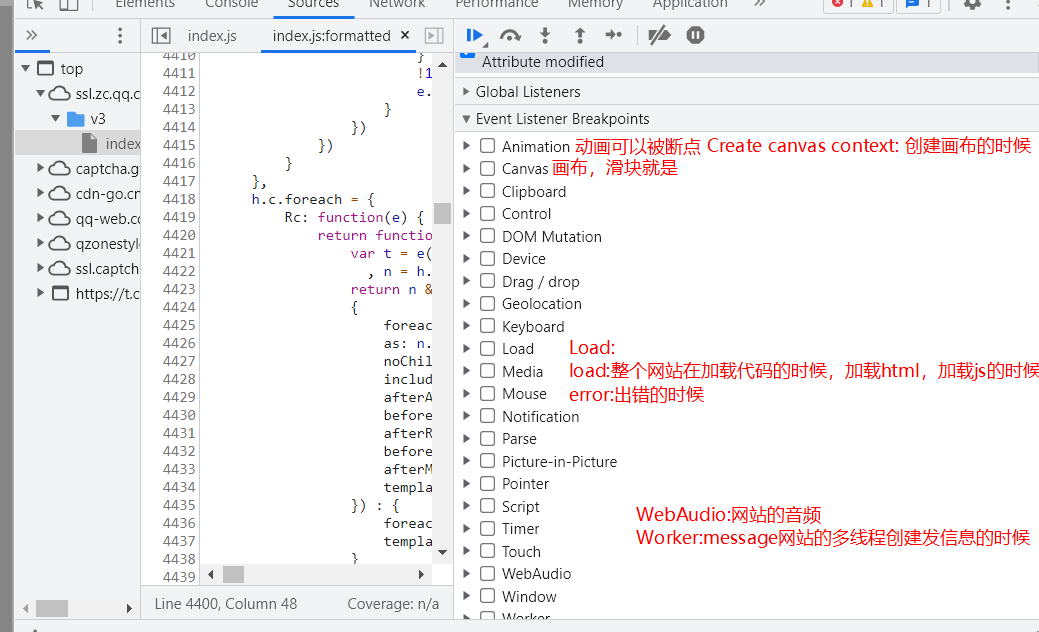 Elements Console Sources Network Performance Memory Application » 1 1 1
» index.js index.js:formatted ×
top
ssl.zc.qq.c
v3
index
captcha.g
cdn-go.cn
qq-web.co
qzonestyle
ssl.captch
https://t.c
4410 }
4411 !1
4412 e.
4413 }
4414 })
4415 })
4416 }
4417 },
4418 h.c.foreach = {
4419 Rc: function(e) {
4420 return functio
4421 var t = e(
4422 , n = h.
4423 return n &
4424 {
4425 foreac
4426 as: n.
4427 noChil
4428 includ
4429 afterA
4430 before
4431 afterR
4432 before
4433 afterM
4434 templa
4435 }) : {
4436 foreac
4437 templa
4438 }
4439
Line 4400, Column 48 Coverage: n/a
Attribute modified
Global Listeners
Event Listener Breakpoints
Animation 动画可以被断点 Create canvas context: 创建画布的时候
Canvas 画布，滑块就是
Clipboard
Control
DOM Mutation
Device
Drag / drop
Geolocation
Keyboard
Load Load:
Media load:整个网站在加载代码的时候，加载html，加载js的时候
Mouse error:出错的时候
Notification
Parse
Picture-in-Picture
Pointer
Script
WebAudio:网站的音频
Timer
Worker:message网站的多线程创建发信息的时候
Touch
WebAudio
Window
Worker